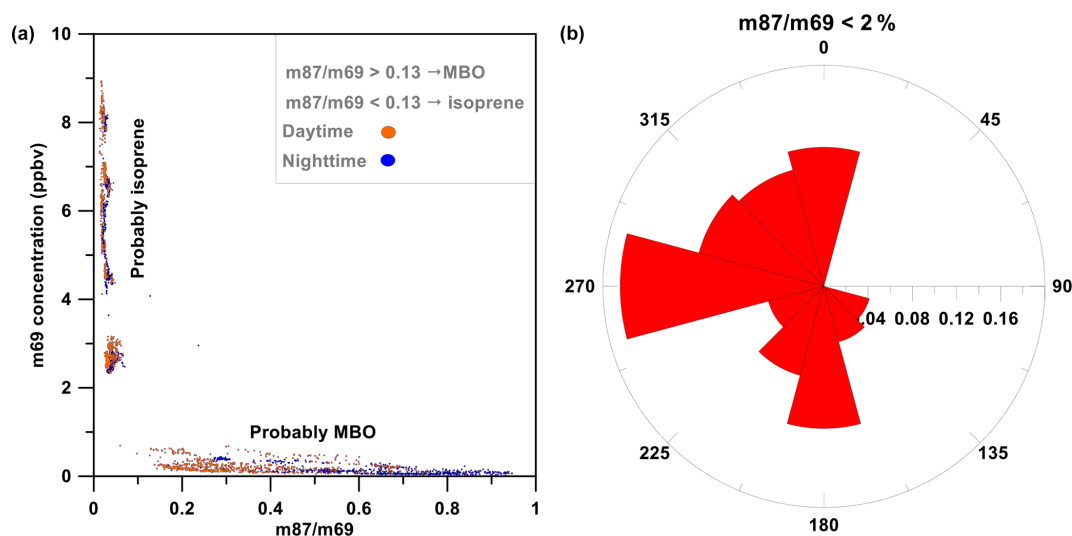 (a)
10
8
6
4
2
0
m69 concentration (ppbv)
m87/m69 > 0.13 →MBO
m87/m69 < 0.13 → isoprene
Daytime
Nighttime
Probably isoprene
Probably MBO
0 0.2 0.4 0.6 0.8 1
m87/m69
(b)
m87/m69 < 2 %
0
315 45
270 90
.04 0.08 0.12 0.16
225 135
180